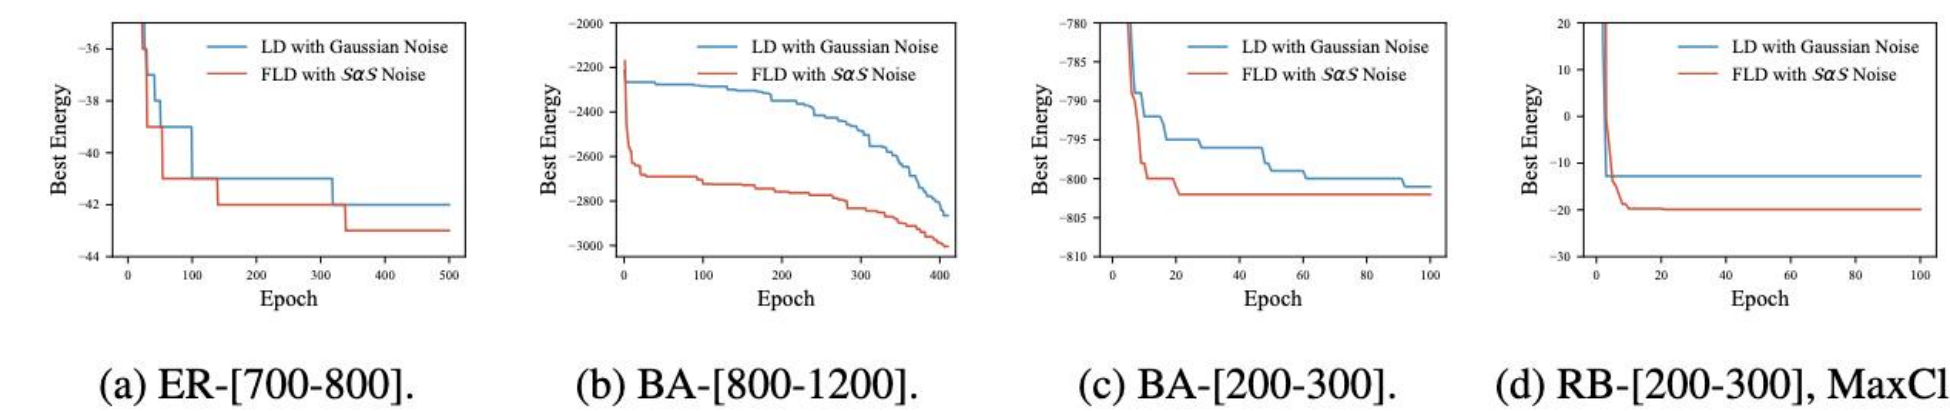 −36
−38
−40
−42
−44
Best Energy
LD with Gaussian Noise
FLD with SαS Noise
0 100 200 300 400 500
Epoch
(a) ER-[700-800].
−2000
−2200
−2400
−2600
−2800
−3000
Best Energy
LD with Gaussian Noise
FLD with SαS Noise
0 100 200 300 400
Epoch
(b) BA-[800-1200].
−780
−785
−790
−795
−800
−805
−810
Best Energy
LD with Gaussian Noise
FLD with SαS Noise
0 20 40 60 80 100
Epoch
(c) BA-[200-300].
20
10
0
−10
−20
−30
Best Energy
LD with Gaussian Noise
FLD with SαS Noise
0 20 40 60 80 100
Epoch
(d) RB-[200-300], MaxCl